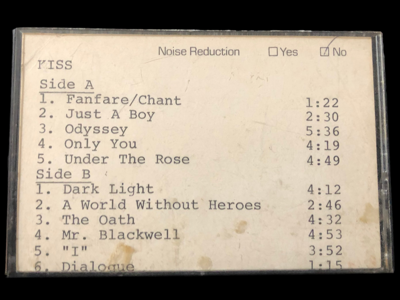 Noise Reduction ☐ Yes ☑ No
KISS
Side A
1. Fanfare/Chant 1:22
2. Just A Boy 2:30
3. Odyssey 5:36
4. Only You 4:19
5. Under The Rose 4:49
Side B
1. Dark Light 4:12
2. A World Without Heroes 2:46
3. The Oath 4:32
4. Mr. Blackwell 4:53
5. "I" 3:52
6. Dialogue 1:15